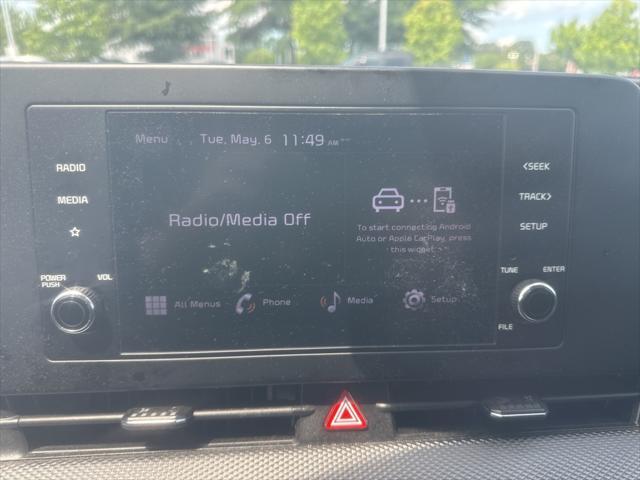 Menu Tue, May. 6 11:49 AM
RADIO
MEDIA
POWER
PUSH
VOL
Radio/Media Off
To start connecting Android
Auto or Apple CarPlay, press
this widget.
All Menus
Phone
Media
Setup
<SEEK
TRACK>
SETUP
TUNE
ENTER
FILE